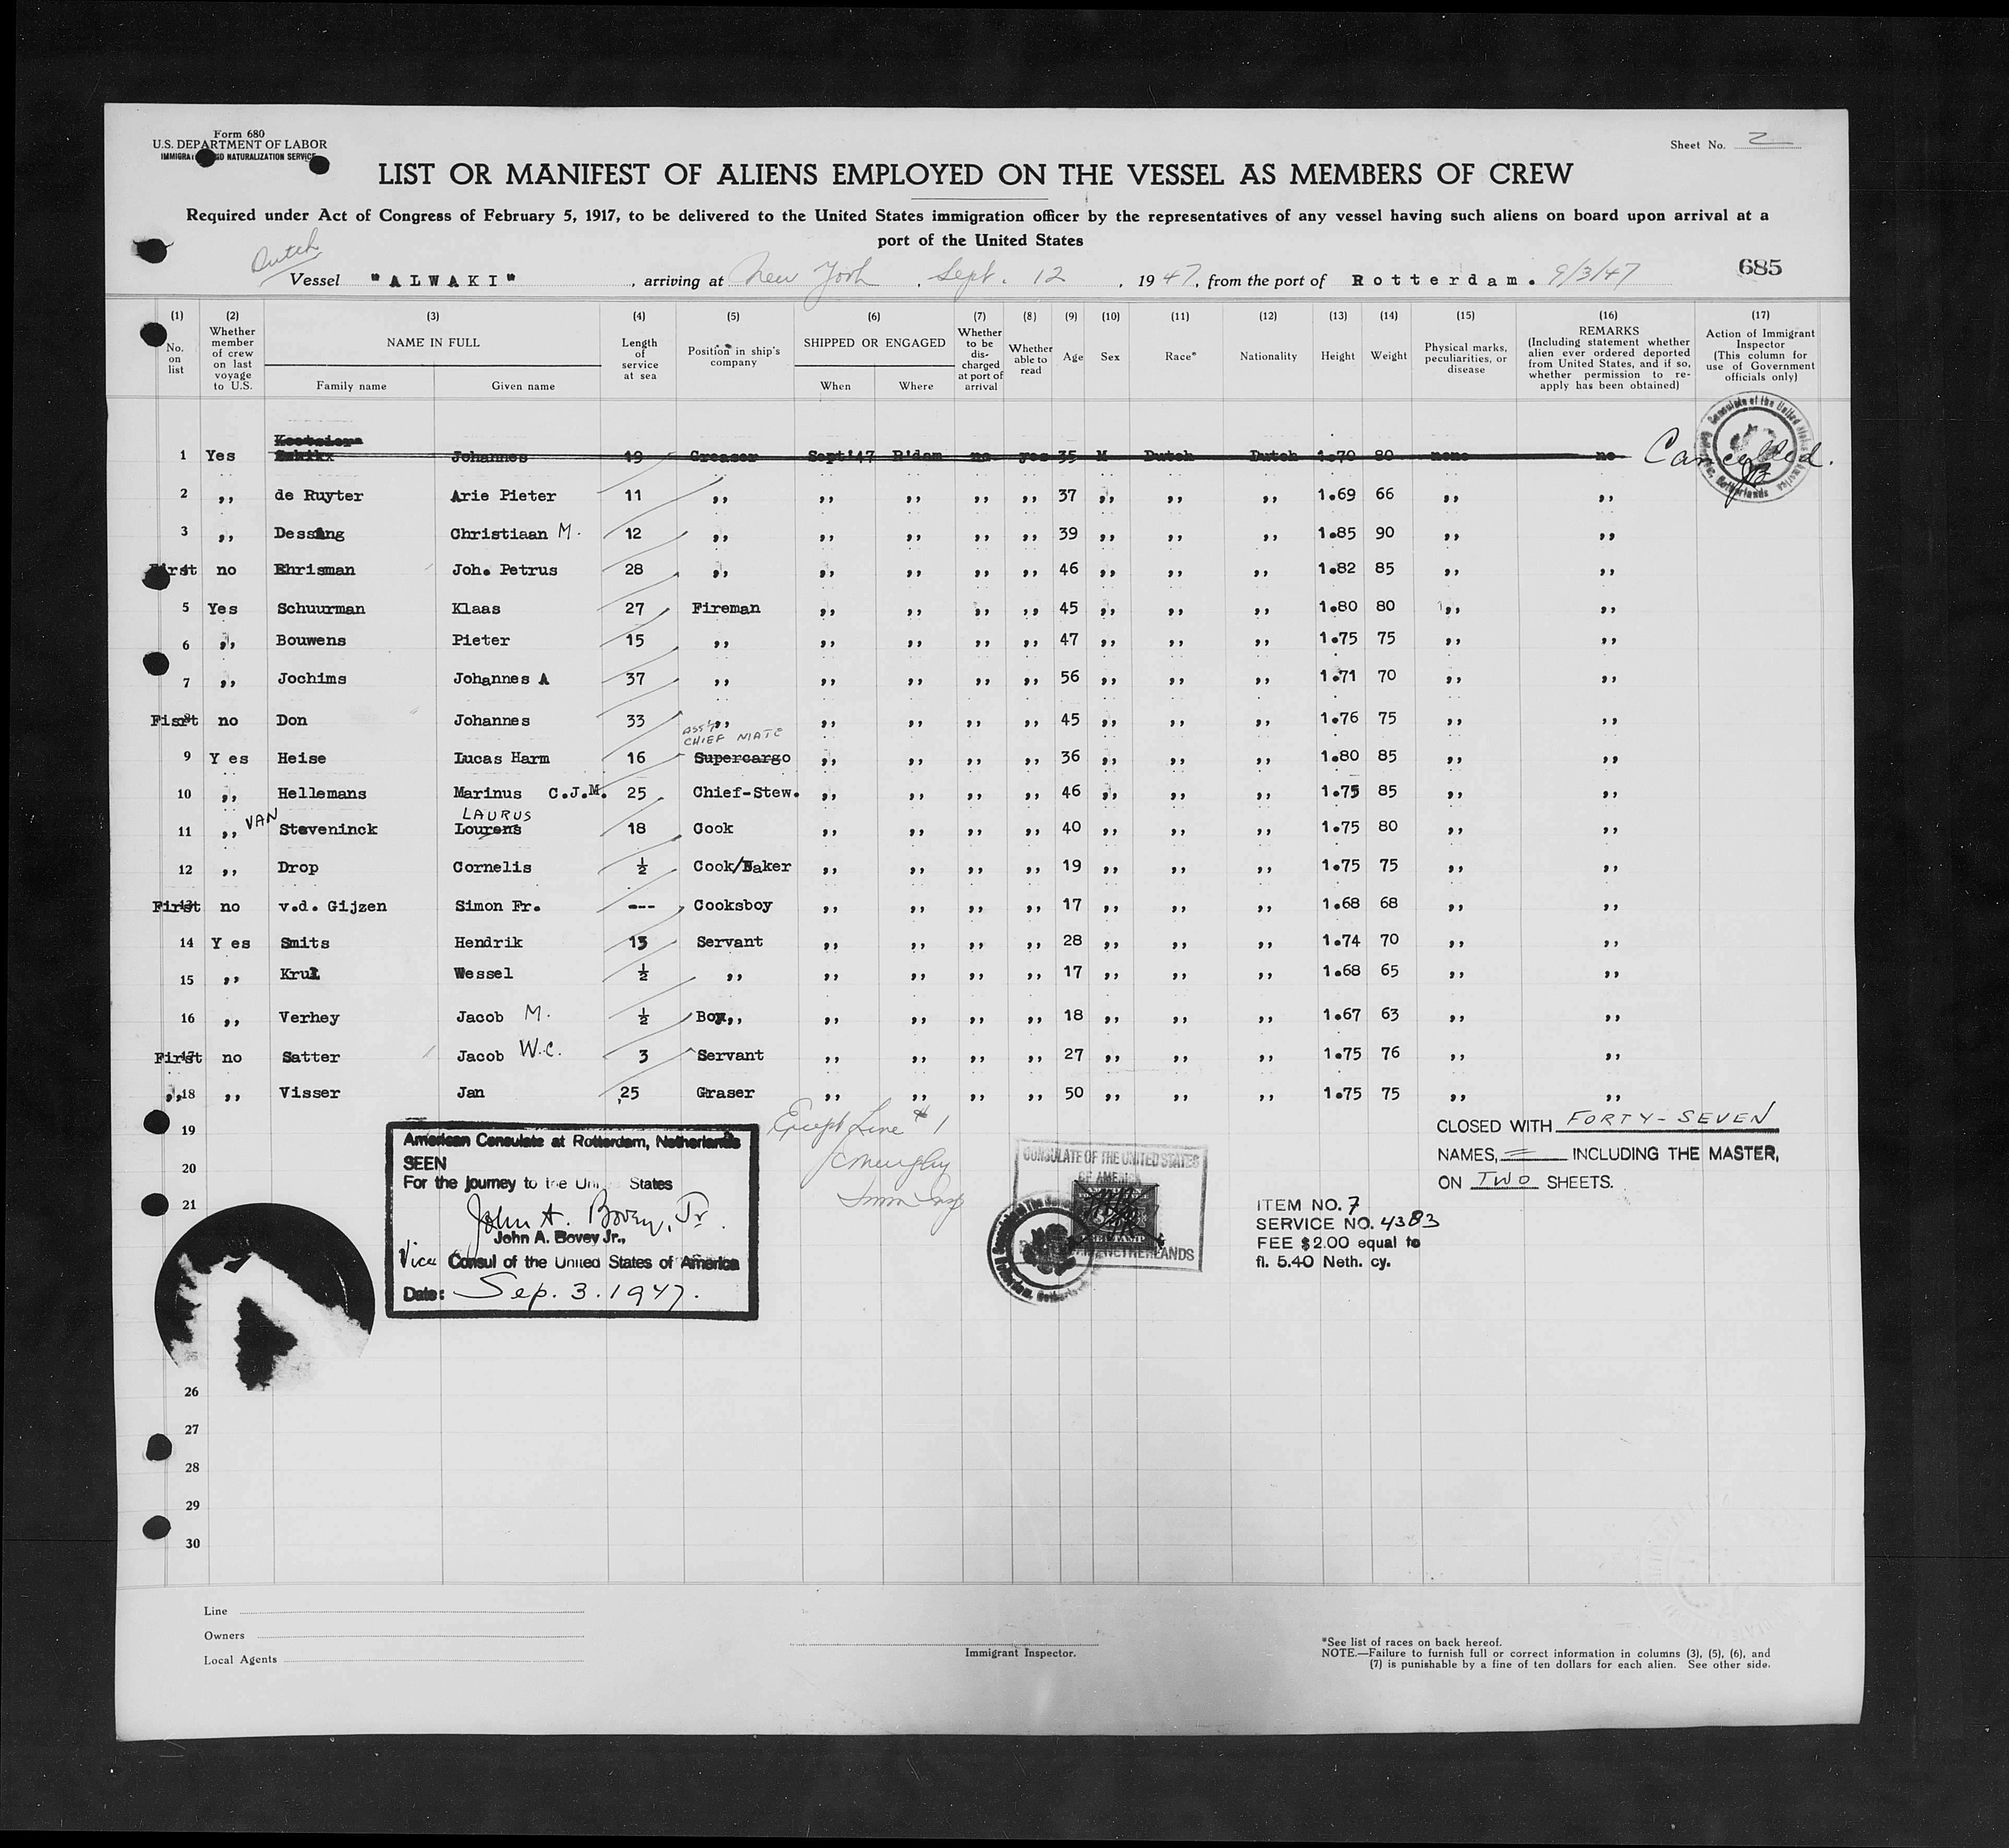 Form 680
U.S. DEPARTMENT OF LABOR
IMMIGRA NATURALIZATION SERVICE
Sheet No. 2
LIST OR MANIFEST OF ALIENS EMPLOYED ON THE VESSEL AS MEMBERS OF CREW
Required under Act of Congress of February 5, 1917, to be delivered to the United States immigration officer by the representatives of any vessel having such aliens on board upon arrival at a
port of the United States
Dutch
Vessel "ALWAKI", arriving at New York, Sept. 12, 1947, from the port of Rotterdam. 9/3/47
685
(1) No. on list
(2) Whether member of crew on last voyage to U.S.
(3) NAME IN FULL Family name Given name
(4) Length of service at sea
(5) Position in ship's company
(6) SHIPPED OR ENGAGED When Where
(7) Whether to be discharged at port of arrival
(8) Whether able to read
(9) Age
(10) Sex
(11) Race*
(12) Nationality
(13) Height
(14) Weight
(15) Physical marks, peculiarities, or disease
(16) REMARKS (Including statement whether alien ever ordered deported from United States, and if so, whether permission to re-apply has been obtained)
(17) Action of Immigrant Inspector (This column for use of Government officials only)
1 Yes Johannes 19 Greaser Sept'47 R'dam no yes 35 M Dutch Dutch 1.70 80 none no Cancelled.
2 ,, de Ruyter Arie Pieter 11 ,, ,, ,, ,, ,, 37 ,, ,, ,, 1.69 66 ,, ,,
3 ,, Dessing Christiaan M. 12 ,, ,, ,, ,, ,, 39 ,, ,, ,, 1.85 90 ,, ,,
First no Ehrisman Joh. Petrus 28 ,, ,, ,, ,, ,, 46 ,, ,, ,, 1.82 85 ,, ,,
5 Yes Schuurman Klaas 27 Fireman ,, ,, ,, ,, 45 ,, ,, ,, 1.80 80 ,, ,,
6 ,, Bouwens Pieter 15 ,, ,, ,, ,, ,, 47 ,, ,, ,, 1.75 75 ,, ,,
7 ,, Jochims Johannes A 37 ,, ,, ,, ,, ,, 56 ,, ,, ,, 1.71 70 ,, ,,
First no Don Johannes 33 ,, ,, ,, ,, ,, 45 ,, ,, ,, 1.76 75 ,, ,,
ASS'T CHIEF MATE
9 Yes Heise Lucas Harm 16 Supercargo ,, ,, ,, ,, 36 ,, ,, ,, 1.80 85 ,, ,,
10 ,, Hellemans Marinus C.J.M. 25 Chief-Stew. ,, ,, ,, ,, 46 ,, ,, ,, 1.75 85 ,, ,,
LAURUS
11 ,, VAN Steveninck Lourens 18 Cook ,, ,, ,, ,, 40 ,, ,, ,, 1.75 80 ,, ,,
12 ,, Drop Cornelis ½ Cook/Baker ,, ,, ,, ,, 19 ,, ,, ,, 1.75 75 ,, ,,
First no v.d. Gijzen Simon Fr. --- Cooksboy ,, ,, ,, ,, 17 ,, ,, ,, 1.68 68 ,, ,,
14 Yes Smits Hendrik 13 Servant ,, ,, ,, ,, 28 ,, ,, ,, 1.74 70 ,, ,,
15 ,, Krul Wessel ½ ,, ,, ,, ,, ,, 17 ,, ,, ,, 1.68 65 ,, ,,
16 ,, Verhey Jacob M. ½ Boy,, ,, ,, ,, ,, 18 ,, ,, ,, 1.67 63 ,, ,,
First no Satter Jacob W.C. 3 Servant ,, ,, ,, ,, 27 ,, ,, ,, 1.75 76 ,, ,,
,, 18 ,, Visser Jan 25 Graser ,, ,, ,, ,, 50 ,, ,, ,, 1.75 75 ,, ,,
19
20
21
26
27
28
29
30
American Consulate at Rotterdam, Netherlands
SEEN
For the journey to the Uni States
John A. Bovey, Jr.
John A. Bovey Jr.,
Vice Consul of the United States of America
Date: Sep. 3. 1947.
Except Line #1
Imm Insp
CONSULATE OF THE UNITED STATES
OF AMERICA
NETHERLANDS
CLOSED WITH FORTY-SEVEN
NAMES, INCLUDING THE MASTER,
ON TWO SHEETS.
ITEM NO. 7
SERVICE NO. 4383
FEE $2.00 equal to
fl. 5.40 Neth. cy.
Line
Owners
Local Agents
Immigrant Inspector.
*See list of races on back hereof.
NOTE.—Failure to furnish full or correct information in columns (3), (5), (6), and
(7) is punishable by a fine of ten dollars for each alien. See other side.